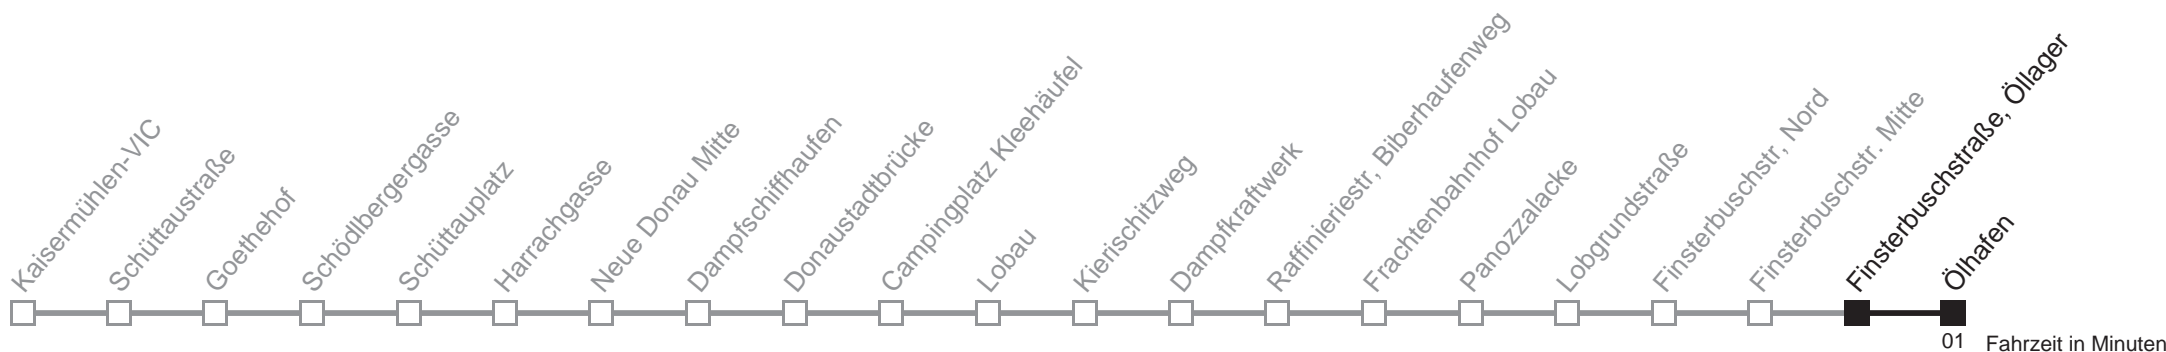 Kaisermühlen-VIC
Schüttaustraße
Goethehof
Schödlbergergasse
Schüttauplatz
Harrachgasse
Neue Donau Mitte
Dampfschiffhaufen
Donaustadtbrücke
Campingplatz Kleehäufel
Lobau
Kierischitzweg
Dampfkraftwerk
Raffinieriestr, Biberhaufenweg
Frachtenbahnhof Lobau
Panozzalacke
Lobgrundstraße
Finsterbuschstr, Nord
Finsterbuschstr. Mitte
Finsterbuschstraße, Öllager
Ölhafen
01 Fahrzeit in Minuten